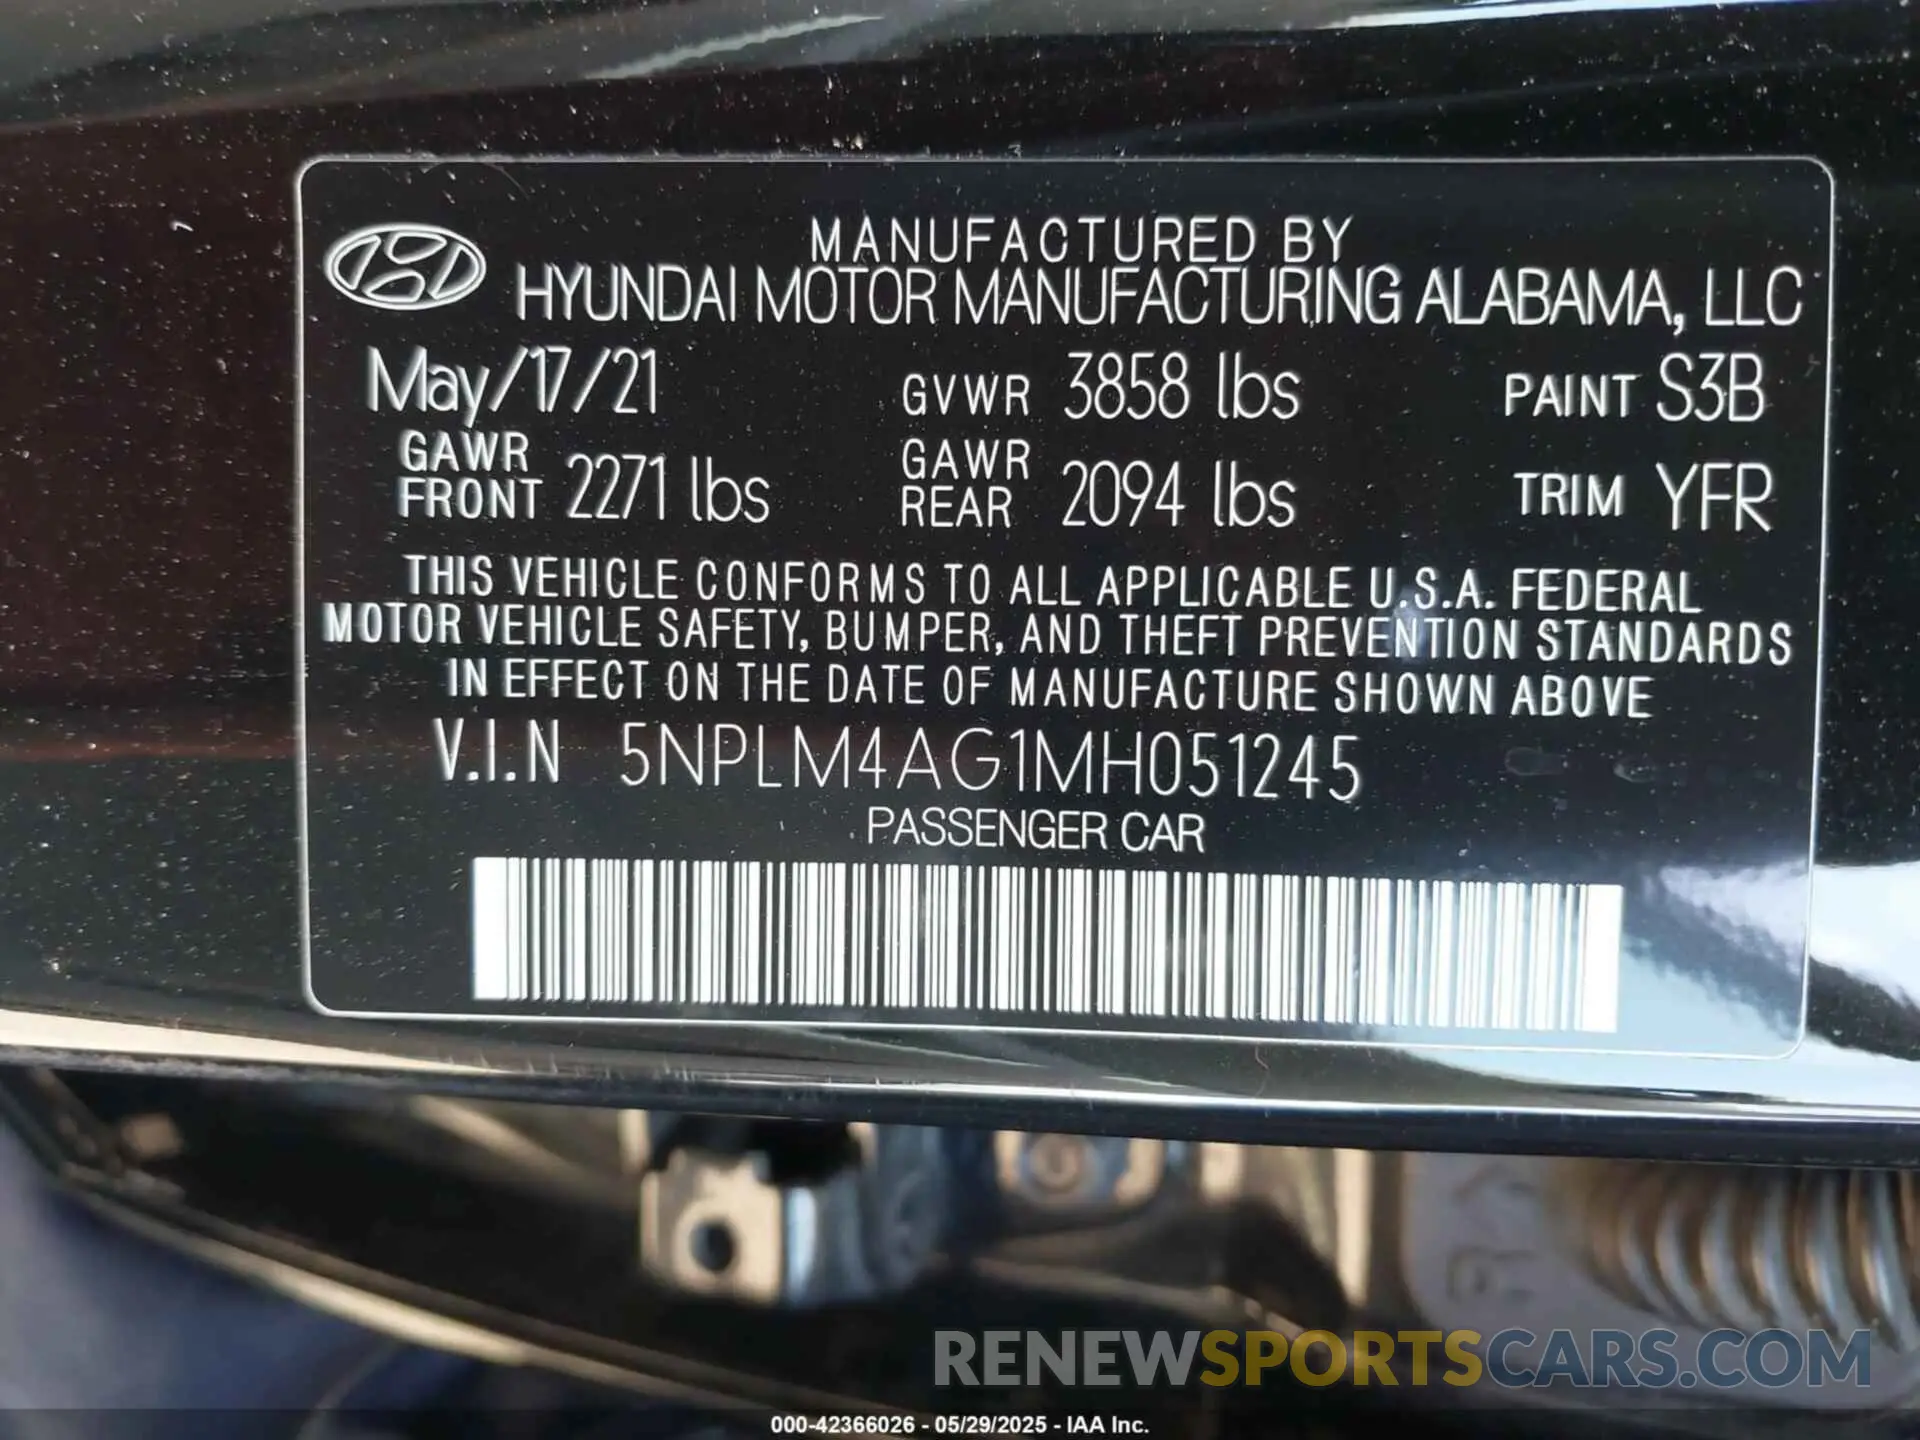 MANUFACTURED BY
HYUNDAI MOTOR MANUFACTURING ALABAMA, LLC
May/17/21 GVWR 3858 lbs PAINT S3B
GAWR FRONT 2271 lbs GAWR REAR 2094 lbs TRIM YFR
THIS VEHICLE CONFORMS TO ALL APPLICABLE U.S.A. FEDERAL
MOTOR VEHICLE SAFETY, BUMPER, AND THEFT PREVENTION STANDARDS
IN EFFECT ON THE DATE OF MANUFACTURE SHOWN ABOVE
V.I.N 5NPLM4AG1MH051245
PASSENGER CAR
RENEWSPORTSCARS.COM
000-42366026 - 05/29/2025 - IAA Inc.